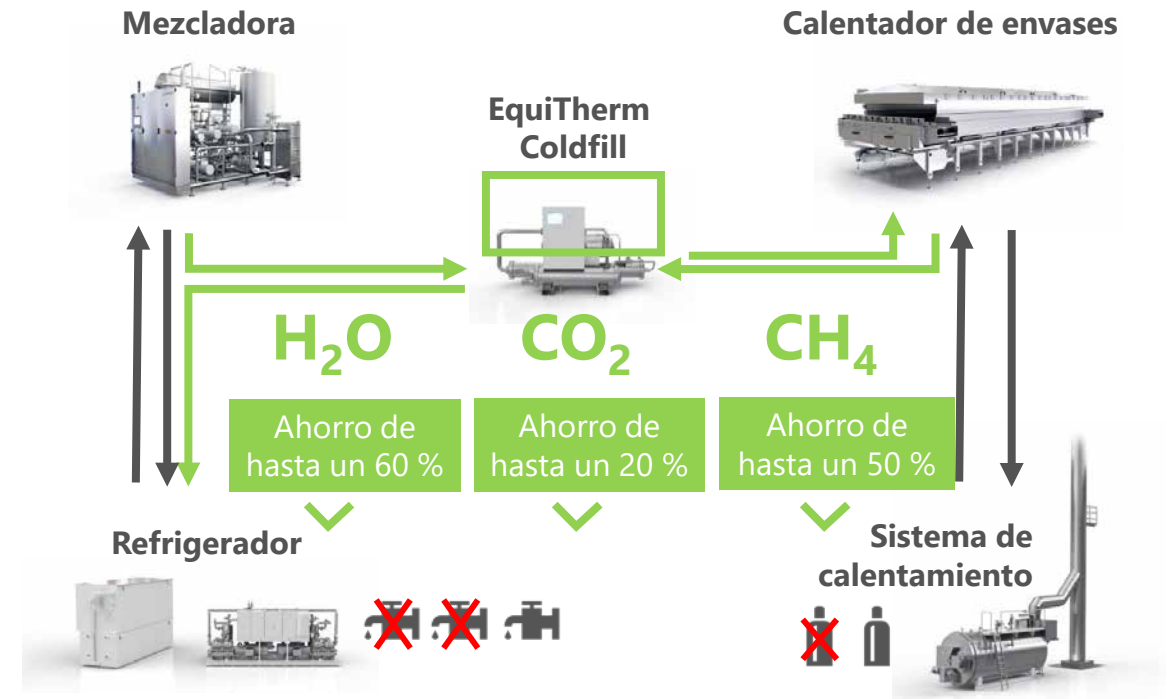 Mezcladora
Calentador de envases
EquiTherm
Coldfill
H₂O
CO₂
CH₄
Ahorro de
hasta un 60 %
Ahorro de
hasta un 20 %
Ahorro de
hasta un 50 %
Refrigerador
Sistema de
calentamiento